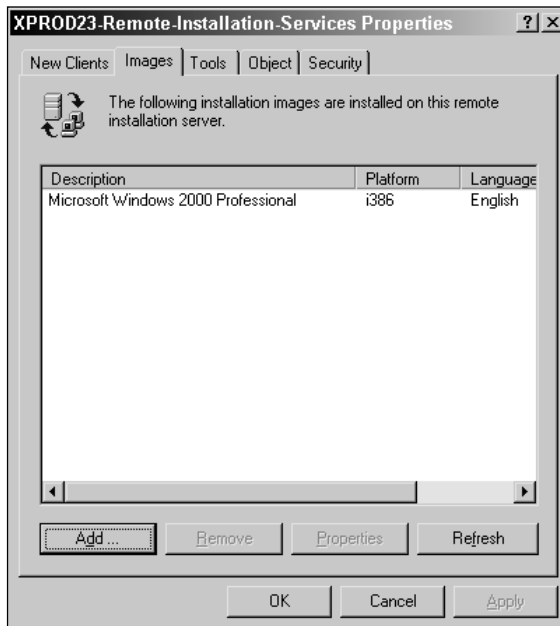 XPROD23-Remote-Installation-Services Properties
New Clients Images Tools Object Security
The following installation images are installed on this remote
installation server.
Description Platform Language
Microsoft Windows 2000 Professional i386 English
Add ... Remove Properties Refresh
OK Cancel Apply